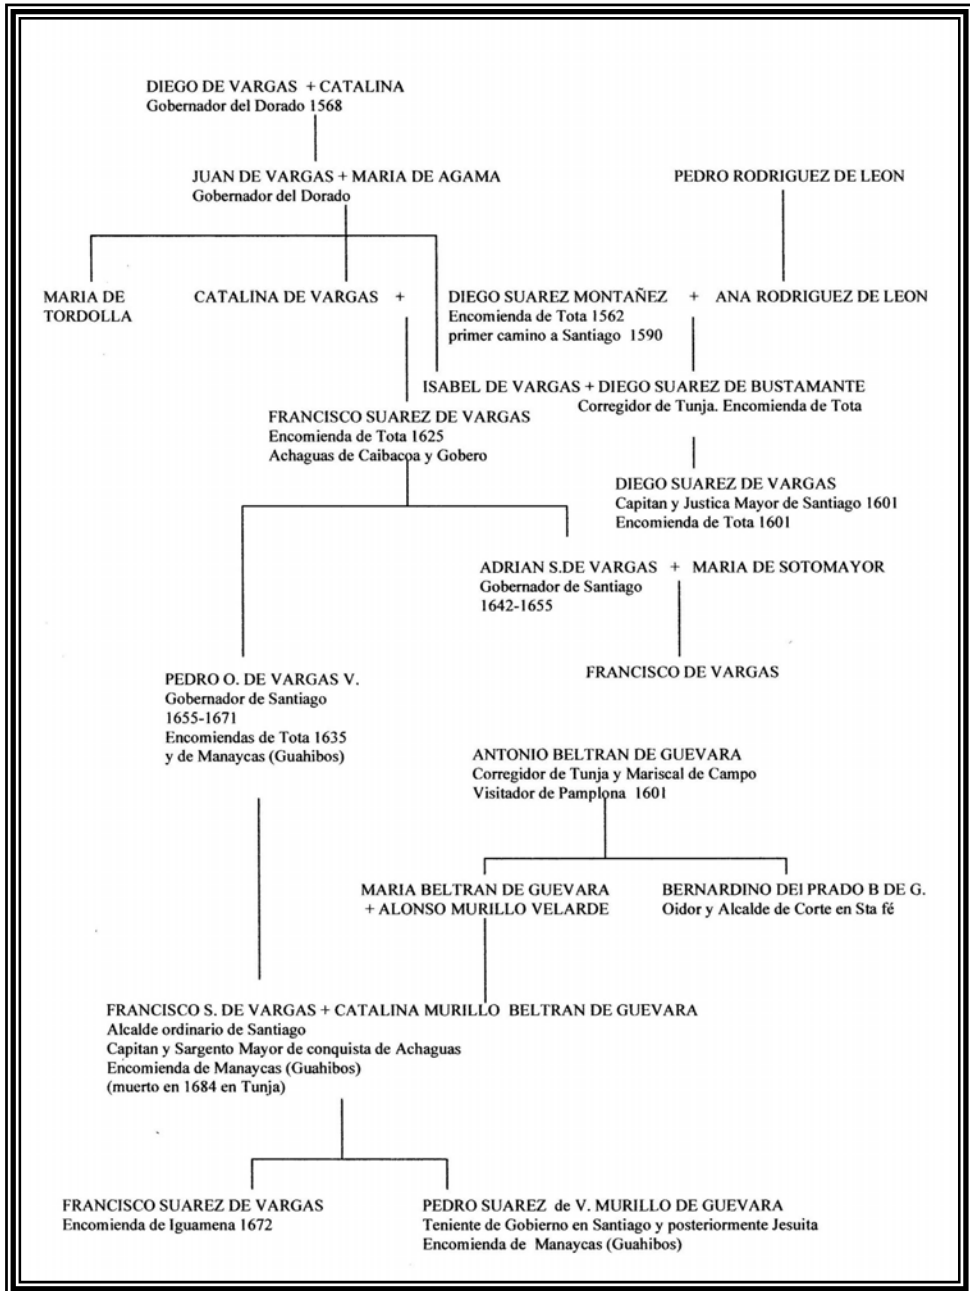 DIEGO DE VARGAS + CATALINA
Gobernador del Dorado 1568
JUAN DE VARGAS + MARIA DE AGAMA
Gobernador del Dorado
PEDRO RODRIGUEZ DE LEON
MARIA DE
TORDOLLA
CATALINA DE VARGAS +
DIEGO SUAREZ MONTAÑEZ + ANA RODRIGUEZ DE LEON
Encomienda de Tota 1562
primer camino a Santiago 1590
ISABEL DE VARGAS + DIEGO SUAREZ DE BUSTAMANTE
Corregidor de Tunja. Encomienda de Tota
FRANCISCO SUAREZ DE VARGAS
Encomienda de Tota 1625
Achaguas de Caibacoa y Gobero
DIEGO SUAREZ DE VARGAS
Capitan y Justica Mayor de Santiago 1601
Encomienda de Tota 1601
ADRIAN S.DE VARGAS + MARIA DE SOTOMAYOR
Gobernador de Santiago
1642-1655
FRANCISCO DE VARGAS
PEDRO O. DE VARGAS V.
Gobernador de Santiago
1655-1671
Encomiendas de Tota 1635
y de Manaycas (Guahibos)
ANTONIO BELTRAN DE GUEVARA
Corregidor de Tunja y Mariscal de Campo
Visitador de Pamplona 1601
MARIA BELTRAN DE GUEVARA
+ ALONSO MURILLO VELARDE
BERNARDINO DEl PRADO B DE G.
Oidor y Alcalde de Corte en Sta fé
FRANCISCO S. DE VARGAS + CATALINA MURILLO BELTRAN DE GUEVARA
Alcalde ordinario de Santiago
Capitan y Sargento Mayor de conquista de Achaguas
Encomienda de Manaycas (Guahibos)
(muerto en 1684 en Tunja)
FRANCISCO SUAREZ DE VARGAS
Encomienda de Iguamena 1672
PEDRO SUAREZ de V. MURILLO DE GUEVARA
Teniente de Gobierno en Santiago y posteriormente Jesuita
Encomienda de Manaycas (Guahibos)